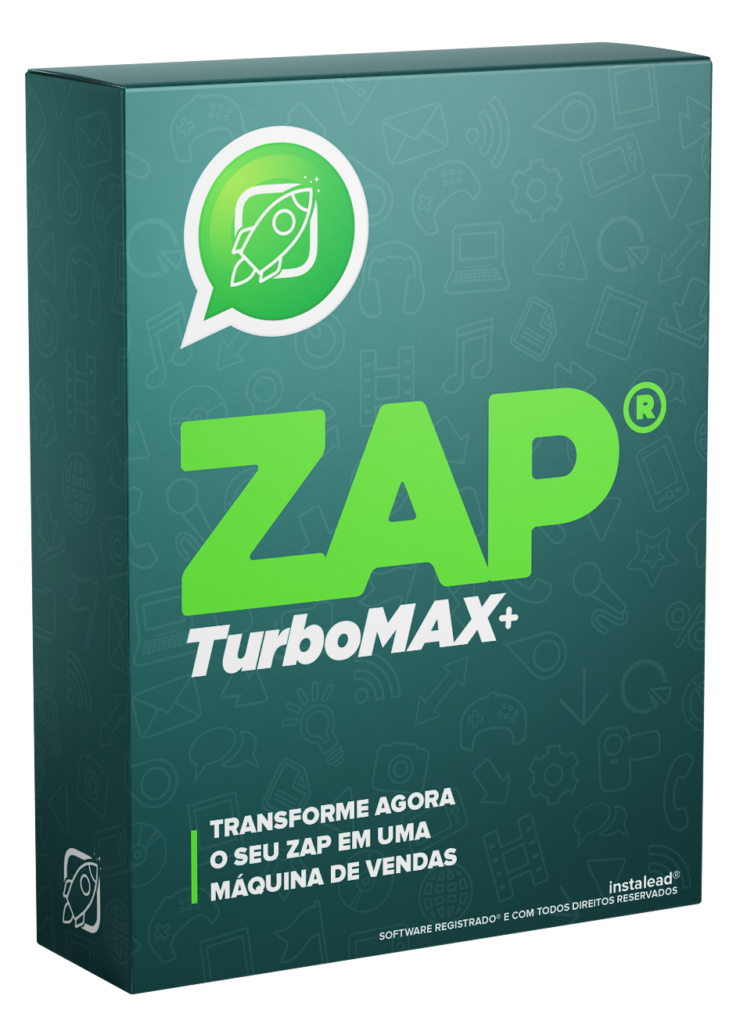 ZAP®
TurboMAX+
TRANSFORME AGORA
O SEU ZAP EM UMA
MÁQUINA DE VENDAS
instalead®
SOFTWARE REGISTRADO® E COM TODOS DIREITOS RESERVADOS